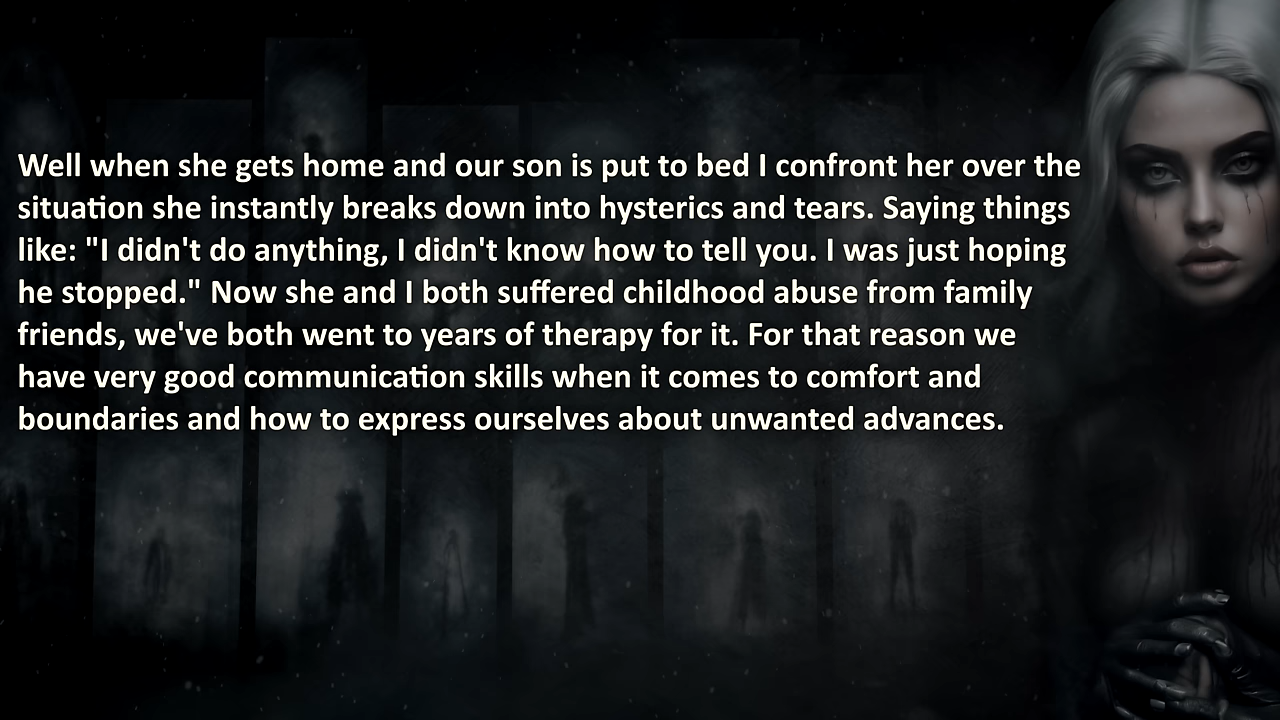 Well when she gets home and our son is put to bed I confront her over the
situation she instantly breaks down into hysterics and tears. Saying things
like: "I didn't do anything, I didn't know how to tell you. I was just hoping
he stopped." Now she and I both suffered childhood abuse from family
friends, we've both went to years of therapy for it. For that reason we
have very good communication skills when it comes to comfort and
boundaries and how to express ourselves about unwanted advances.